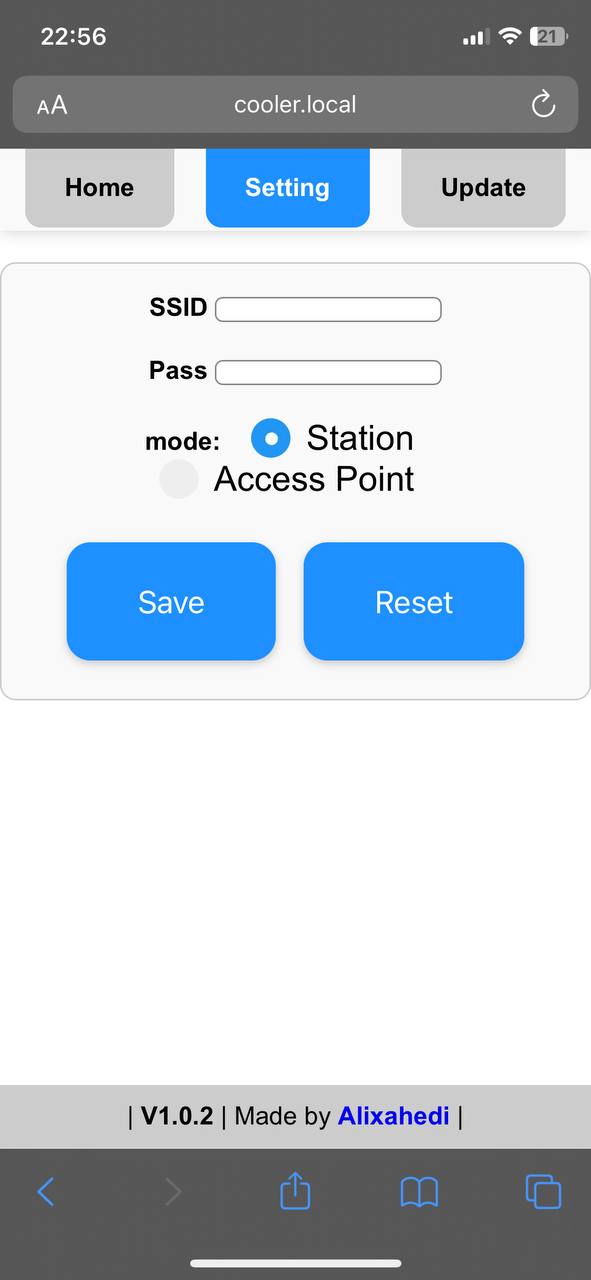 22:56
21
AA
cooler.local
Home
Setting
Update
SSID
Pass
mode:
Station
Access Point
Save
Reset
| V1.0.2 | Made by Alixahedi |